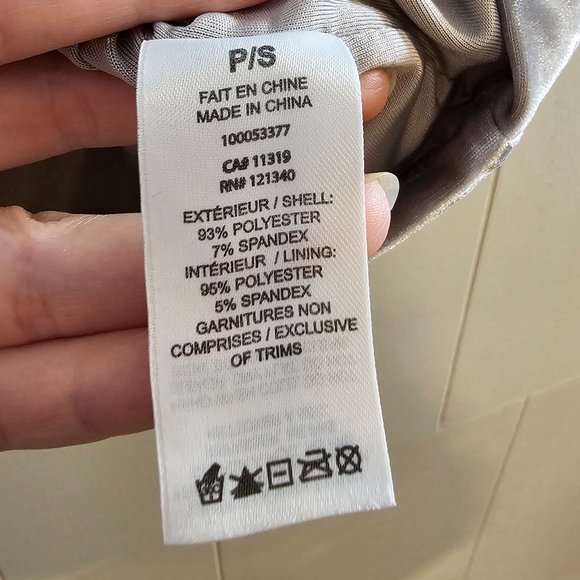 P/S
FAIT EN CHINE
MADE IN CHINA
100053377
CA# 11319
RN# 121340
EXTÉRIEUR / SHELL:
93% POLYESTER
7% SPANDEX
INTÉRIEUR / LINING:
95% POLYESTER
5% SPANDEX
GARNITURES NON
COMPRISES / EXCLUSIVE
OF TRIMS